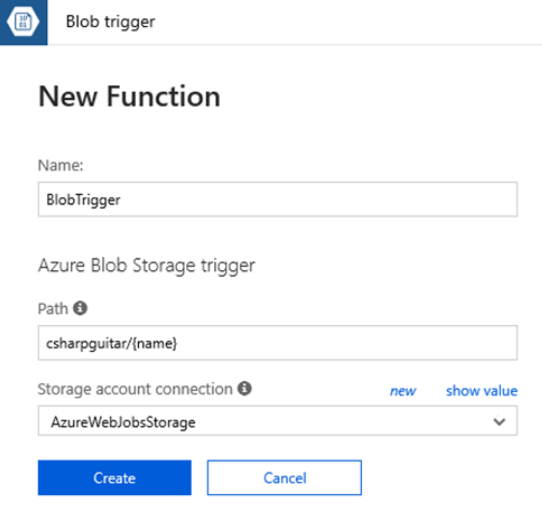 Blob trigger
New Function
Name:
BlobTrigger
Azure Blob Storage trigger
Path
csharpguitar/{name}
Storage account connection new show value
AzureWebJobsStorage
Create Cancel